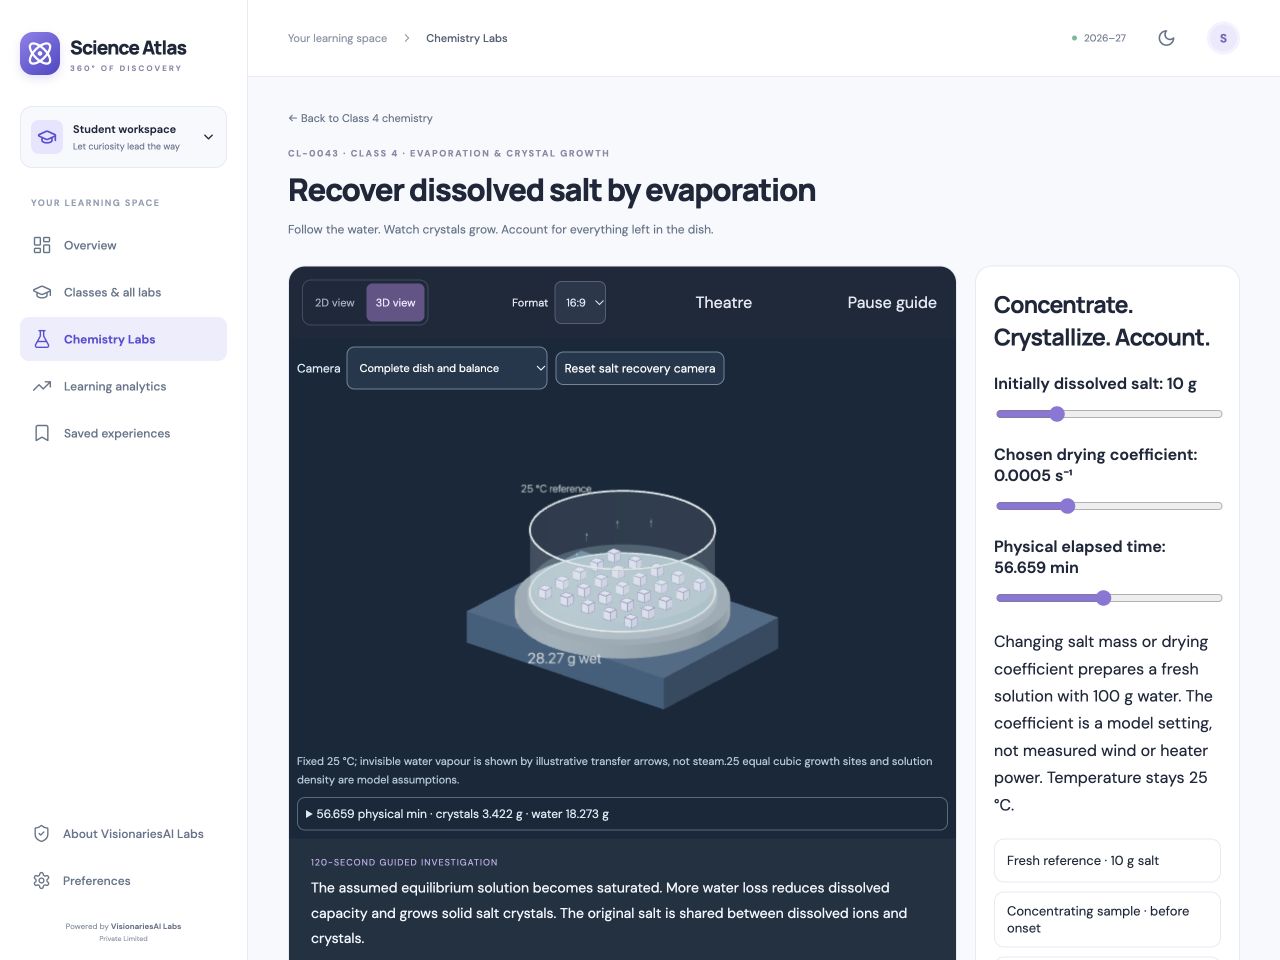 Science Atlas
360° OF DISCOVERY
Student workspace
Let curiosity lead the way
YOUR LEARNING SPACE
Overview
Classes & all labs
Chemistry Labs
Learning analytics
Saved experiences
About VisionariesAI Labs
Preferences
Powered by VisionariesAI Labs
Private Limited
Your learning space
Chemistry Labs
2026–27
S
← Back to Class 4 chemistry
CL-0043 · CLASS 4 · EVAPORATION & CRYSTAL GROWTH
Recover dissolved salt by evaporation
Follow the water. Watch crystals grow. Account for everything left in the dish.
2D view
3D view
Format
16:9
Theatre
Pause guide
Camera
Complete dish and balance
Reset salt recovery camera
25 °C reference
28.27 g wet
Fixed 25 °C; invisible water vapour is shown by illustrative transfer arrows, not steam.25 equal cubic growth sites and solution
density are model assumptions.
▶ 56.659 physical min · crystals 3.422 g · water 18.273 g
120-SECOND GUIDED INVESTIGATION
The assumed equilibrium solution becomes saturated. More water loss reduces dissolved
capacity and grows solid salt crystals. The original salt is shared between dissolved ions and
crystals.
Concentrate.
Crystallize. Account.
Initially dissolved salt: 10 g
Chosen drying coefficient:
0.0005 s⁻¹
Physical elapsed time:
56.659 min
Changing salt mass or drying
coefficient prepares a fresh
solution with 100 g water. The
coefficient is a model setting,
not measured wind or heater
power. Temperature stays 25
°C.
Fresh reference · 10 g salt
Concentrating sample · before
onset